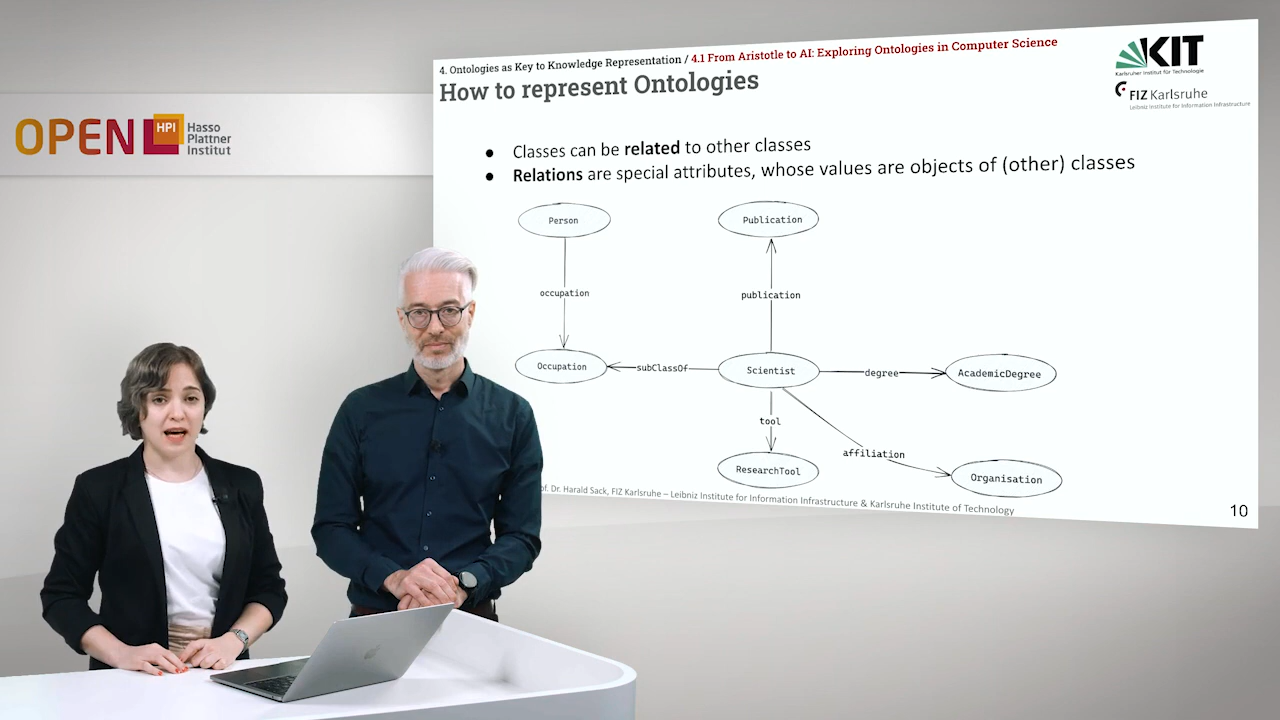 4. Ontologies as Key to Knowledge Representation / 4.1 From Aristotle to AI: Exploring Ontologies in Computer Science
How to represent Ontologies
KIT
Karlsruher Institut für Technologie
FIZ Karlsruhe
Leibniz Institute for Information Infrastructure
OPEN HPI Hasso
Plattner
Institut
● Classes can be related to other classes
● Relations are special attributes, whose values are objects of (other) classes
Person
Publication
occupation
publication
Occupation
subClassOf
Scientist
degree
AcademicDegree
tool
affiliation
ResearchTool
Organisation
of. Dr. Harald Sack, FIZ Karlsruhe – Leibniz Institute for Information Infrastructure & Karlsruhe Institute of Technology
10